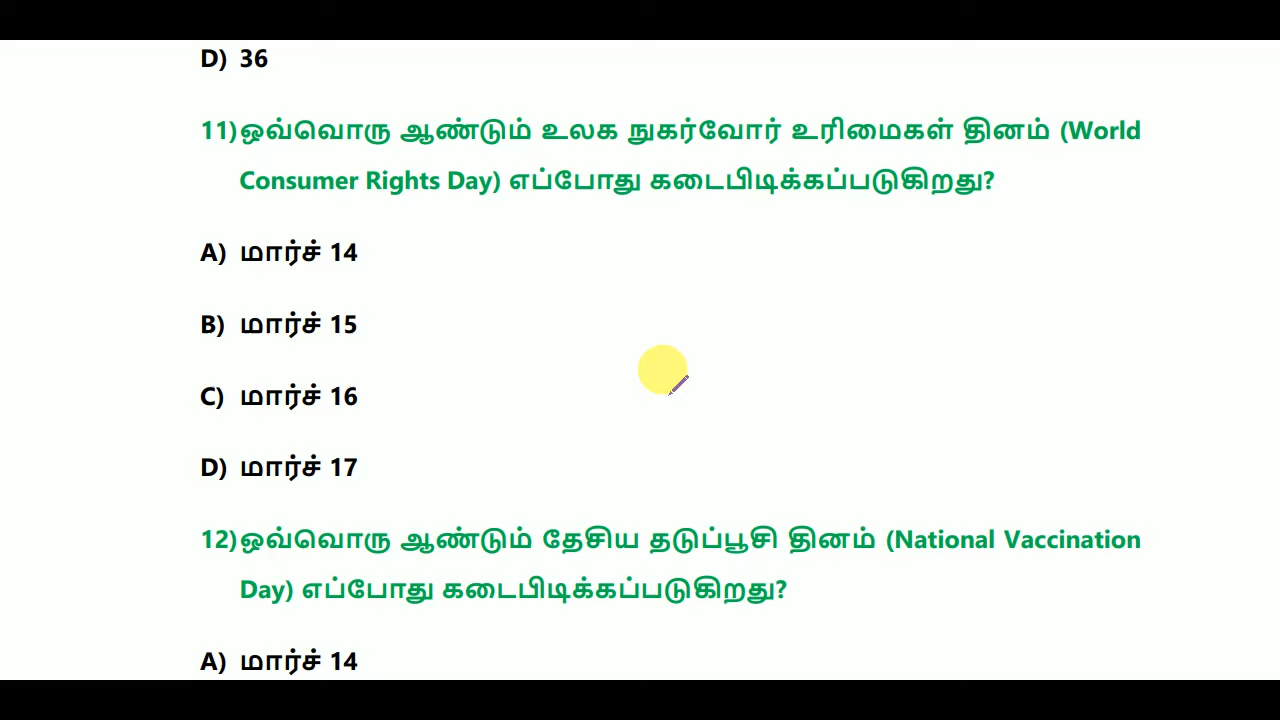 D) 36
11)ஒவ்வொரு ஆண்டும் உலக நுகர்வோர் உரிமைகள் தினம் (World
Consumer Rights Day) எப்போது கடைபிடிக்கப்படுகிறது?
A) மார்ச் 14
B) மார்ச் 15
C) மார்ச் 16
D) மார்ச் 17
12)ஒவ்வொரு ஆண்டும் தேசிய தடுப்பூசி தினம் (National Vaccination
Day) எப்போது கடைபிடிக்கப்படுகிறது?
A) மார்ச் 14